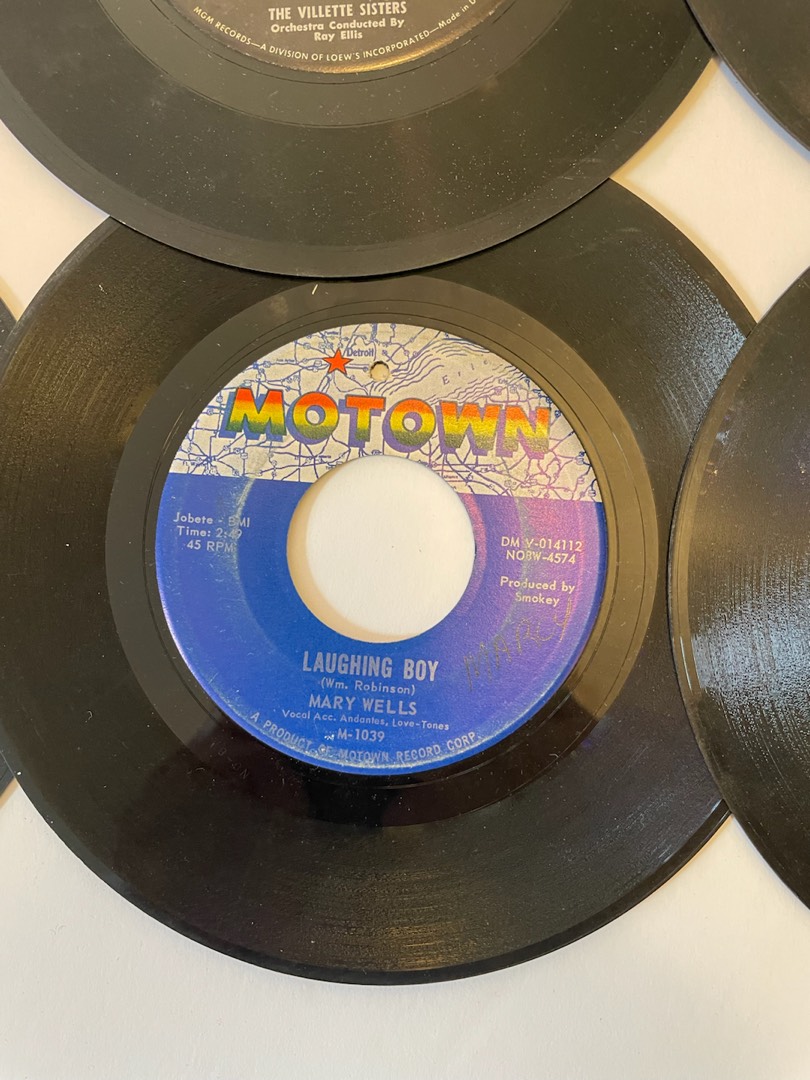 THE VILLETTE SISTERS
Orchestra Conducted By
Ray Ellis
MGM RECORDS—A DIVISION OF LOEW'S INCORPORATED—Made in U
Detroit
MOTOWN
Jobete - BMI
Time: 2:49
45 RPM
DM V-014112
NO8W-4574
Produced by
Smokey
LAUGHING BOY
(Wm. Robinson)
MARY WELLS
Vocal Acc. Andantes, Love-Tones
M-1039
A PRODUCT OF MOTOWN RECORD CORP.